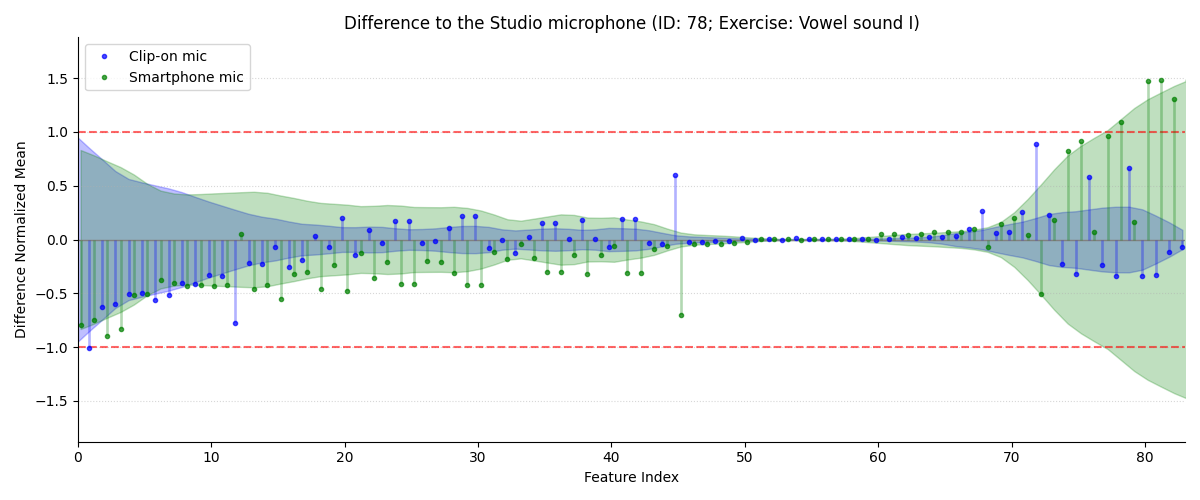 Difference to the Studio microphone (ID: 78; Exercise: Vowel sound I)
Clip-on mic
Smartphone mic
Difference Normalized Mean
1.5
1.0
0.5
0.0
−0.5
−1.0
−1.5
0 10 20 30 40 50 60 70 80
Feature Index